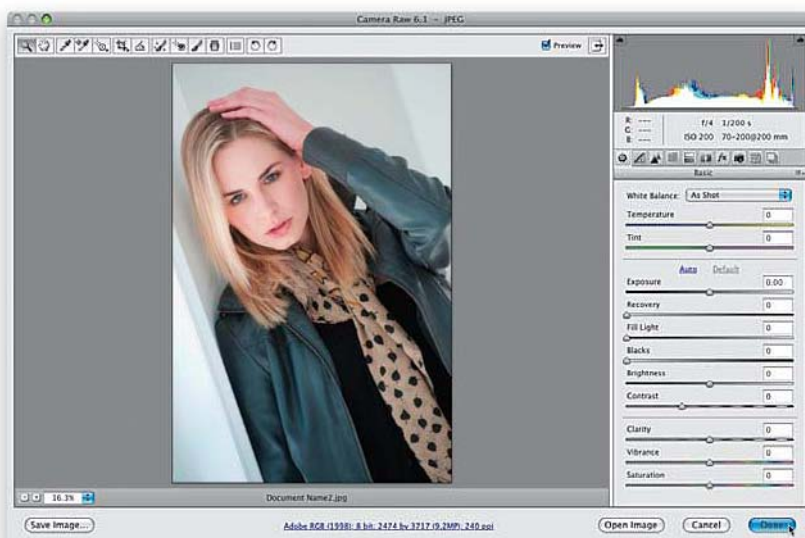 Camera Raw 6.1 – JPEG
Preview
R: ---
G: ---
B: ---
f/4 1/200 s
ISO 200 70-200@200 mm
Basic
White Balance: As Shot
Temperature 0
Tint 0
Auto Default
Exposure 0.00
Recovery 0
Fill Light 0
Blacks 0
Brightness 0
Contrast 0
Clarity 0
Vibrance 0
Saturation 0
16.3% Document Name2.jpg
Save Image... Adobe RGB (1998); 8 bit; 2474 by 3717 (9.2MP); 240 ppi Open Image Cancel Done